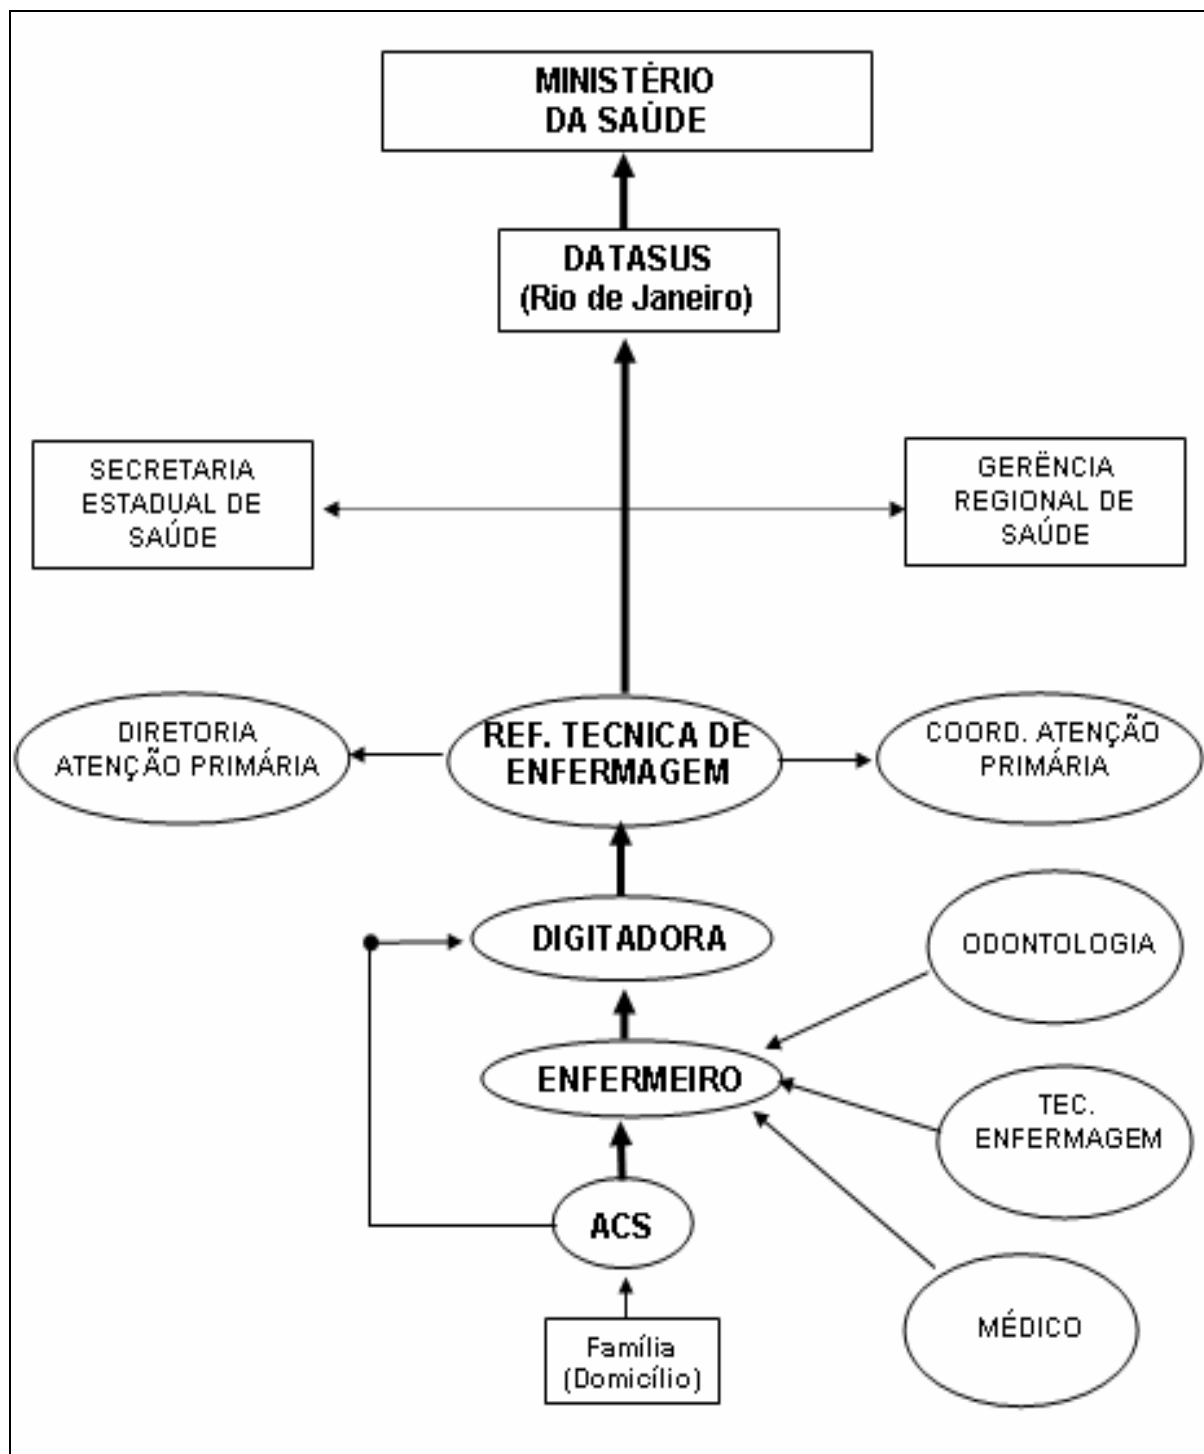 MINISTÉRIO
DA SAÚDE
DATASUS
(Rio de Janeiro)
SECRETARIA
ESTADUAL DE
SAÚDE
GERÊNCIA
REGIONAL DE
SAÚDE
DIRETORIA
ATENÇÃO PRIMÁRIA
REF. TECNICA DE
ENFERMAGEM
COORD. ATENÇÃO
PRIMÁRIA
DIGITADORA
ODONTOLOGIA
ENFERMEIRO
TEC.
ENFERMAGEM
ACS
MÉDICO
Família
(Domicílio)